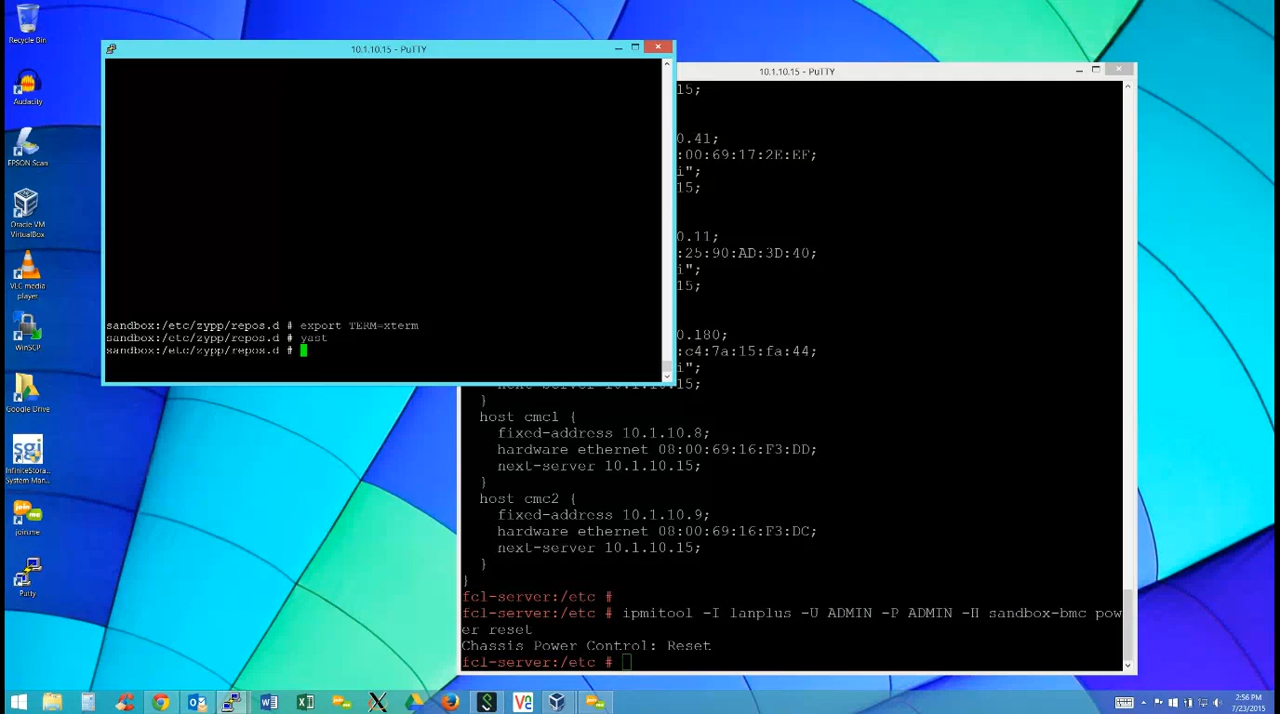 Recycle Bin
Audacity
EPSON Scan
Oracle VM
VirtualBox
VLC media
player
WinSCP
Google Drive
sgi
InfiniteStora...
System Man...
join.me
Putty
10.1.10.15 - PuTTY
sandbox:/etc/zypp/repos.d # export TERM=xterm
sandbox:/etc/zypp/repos.d # yast
sandbox:/etc/zypp/repos.d #
10.1.10.15 - PuTTY
15;
0.41;
:00:69:17:2E:EF;
i";
15;
0.11;
:25:90:AD:3D:40;
i";
15;
0.180;
:c4:7a:15:fa:44;
i";
next-server 10.1.10.15;
}
host cmc1 {
fixed-address 10.1.10.8;
hardware ethernet 08:00:69:16:F3:DD;
next-server 10.1.10.15;
}
host cmc2 {
fixed-address 10.1.10.9;
hardware ethernet 08:00:69:16:F3:DC;
next-server 10.1.10.15;
}
}
fcl-server:/etc #
fcl-server:/etc # ipmitool -I lanplus -U ADMIN -P ADMIN -H sandbox-bmc pow
er reset
Chassis Power Control: Reset
fcl-server:/etc #
2:56 PM
7/23/2015